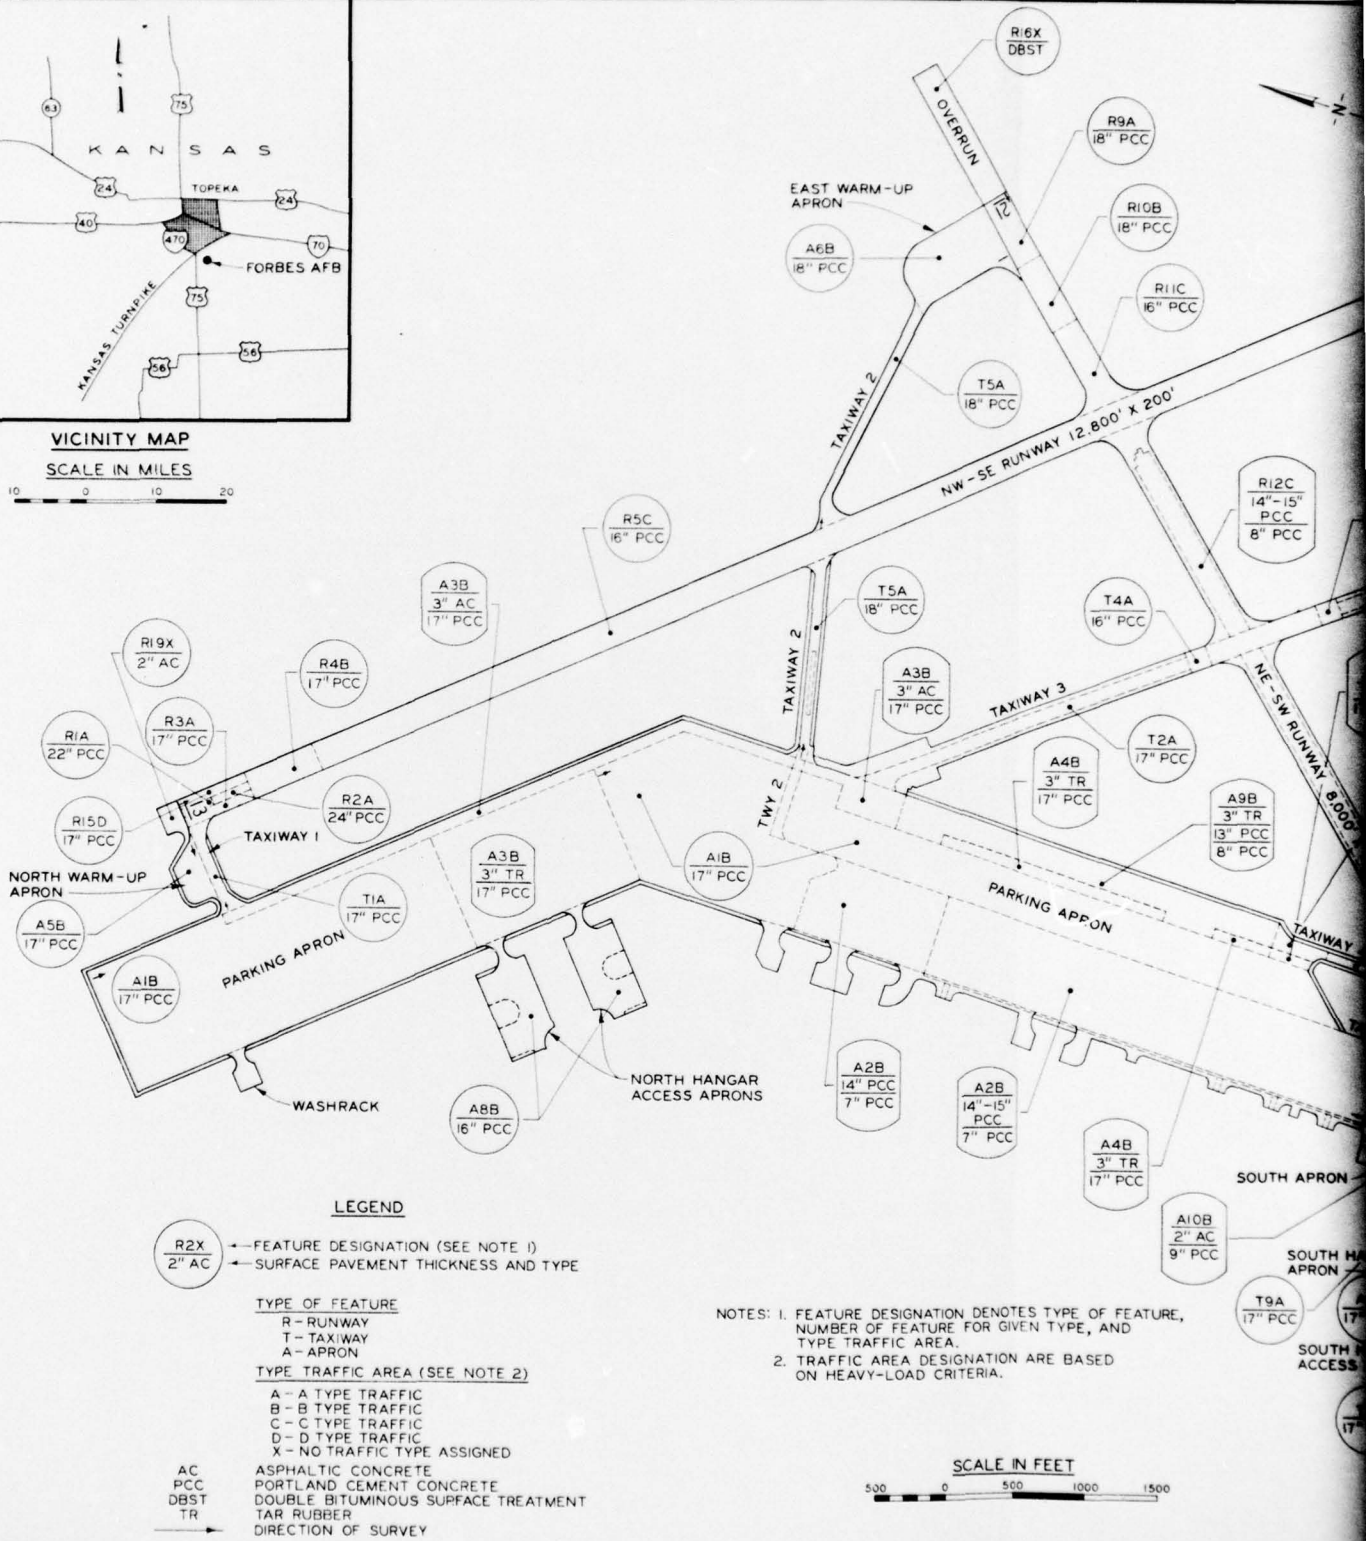 63
75
KANSAS
24
TOPEKA
24
40
470
70
FORBES AFB
75
KANSAS TURNPIKE
56
56
VICINITY MAP
SCALE IN MILES
10 0 10 20
R16X
DBST
OVERRUN
N
R9A
18" PCC
EAST WARM-UP
APRON
12
R10B
18" PCC
A6B
18" PCC
R11C
16" PCC
T5A
18" PCC
TAXIWAY 2
NW-SE RUNWAY 12,800' X 200'
R12C
14"-15"
PCC
8" PCC
R5C
16" PCC
A3B
3" AC
17" PCC
T5A
18" PCC
T4A
16" PCC
R19X
2" AC
R4B
17" PCC
TAXIWAY 2
A3B
3" AC
17" PCC
TAXIWAY 3
NE-SW RUNWAY 8,000'
R3A
17" PCC
R1A
22" PCC
T2A
17" PCC
A4B
3" TR
17" PCC
R2A
24" PCC
13
TWY 2
A9B
3" TR
13" PCC
8" PCC
R15D
17" PCC
TAXIWAY 1
A3B
3" TR
17" PCC
A1B
17" PCC
NORTH WARM-UP
APRON
T1A
17" PCC
PARKING APRON
A5B
17" PCC
TAXIWAY
PARKING APRON
A1B
17" PCC
A2B
14" PCC
7" PCC
A2B
14"-15"
PCC
7" PCC
NORTH HANGAR
ACCESS APRONS
WASHRACK
A8B
16" PCC
A4B
3" TR
17" PCC
SOUTH APRON
A10B
2" AC
9" PCC
SOUTH HA
APRON
T9A
17" PCC
17"
SOUTH
ACCESS
17"
LEGEND
R2X
2" AC
FEATURE DESIGNATION (SEE NOTE 1)
SURFACE PAVEMENT THICKNESS AND TYPE
TYPE OF FEATURE
R - RUNWAY
T - TAXIWAY
A - APRON
TYPE TRAFFIC AREA (SEE NOTE 2)
A - A TYPE TRAFFIC
B - B TYPE TRAFFIC
C - C TYPE TRAFFIC
D - D TYPE TRAFFIC
X - NO TRAFFIC TYPE ASSIGNED
AC ASPHALTIC CONCRETE
PCC PORTLAND CEMENT CONCRETE
DBST DOUBLE BITUMINOUS SURFACE TREATMENT
TR TAR RUBBER
DIRECTION OF SURVEY
NOTES: 1. FEATURE DESIGNATION DENOTES TYPE OF FEATURE,
NUMBER OF FEATURE FOR GIVEN TYPE, AND
TYPE TRAFFIC AREA.
2. TRAFFIC AREA DESIGNATION ARE BASED
ON HEAVY-LOAD CRITERIA.
SCALE IN FEET
500 0 500 1000 1500